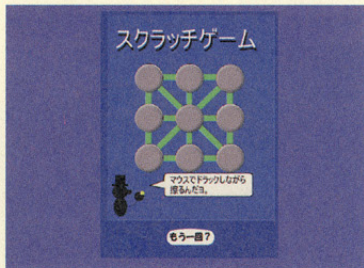 スクラッチゲーム
マウスでドラッグしながら
擦るんだヨ。
もう一回？